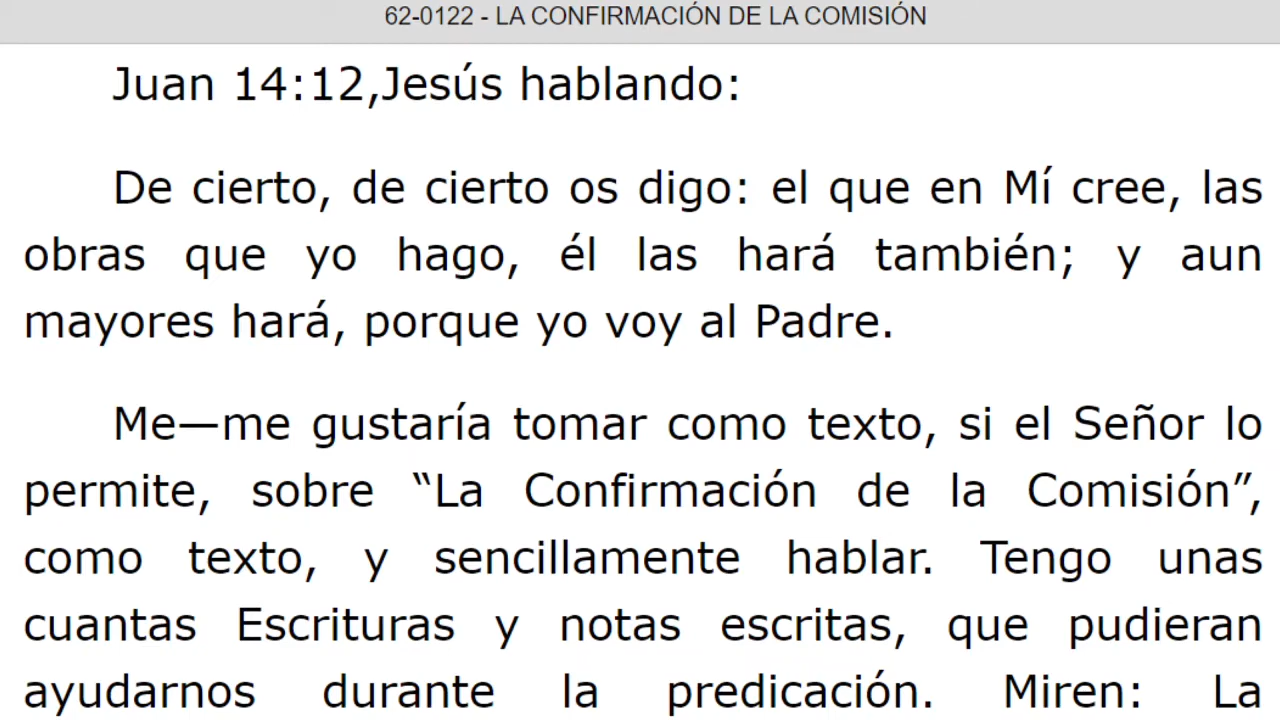 62-0122 - LA CONFIRMACIÓN DE LA COMISIÓN
Juan 14:12,Jesús hablando:
De cierto, de cierto os digo: el que en Mí cree, las
obras que yo hago, él las hará también; y aun
mayores hará, porque yo voy al Padre.
Me—me gustaría tomar como texto, si el Señor lo
permite, sobre “La Confirmación de la Comisión”,
como texto, y sencillamente hablar. Tengo unas
cuantas Escrituras y notas escritas, que pudieran
ayudarnos durante la predicación. Miren: La